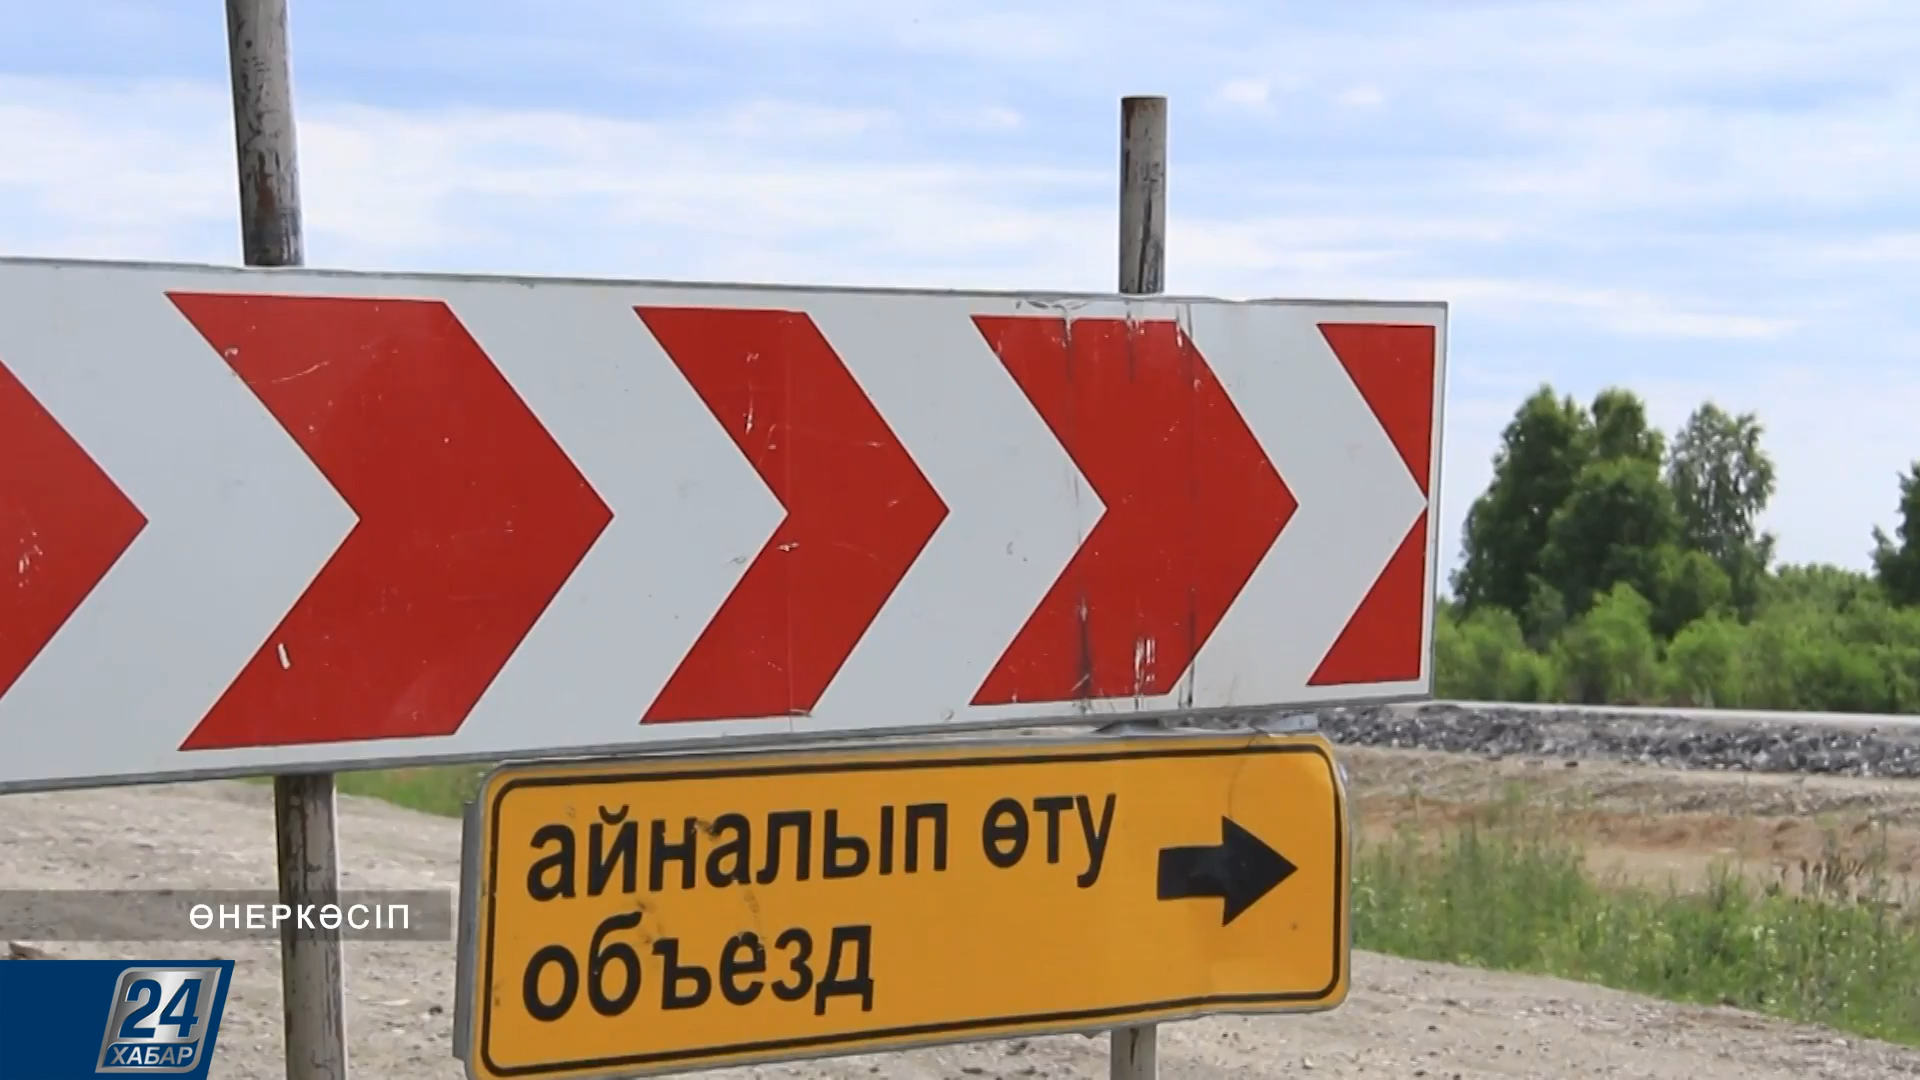 айналып өту
объезд
ӨНЕРКӘСІП
24
ХАБАР